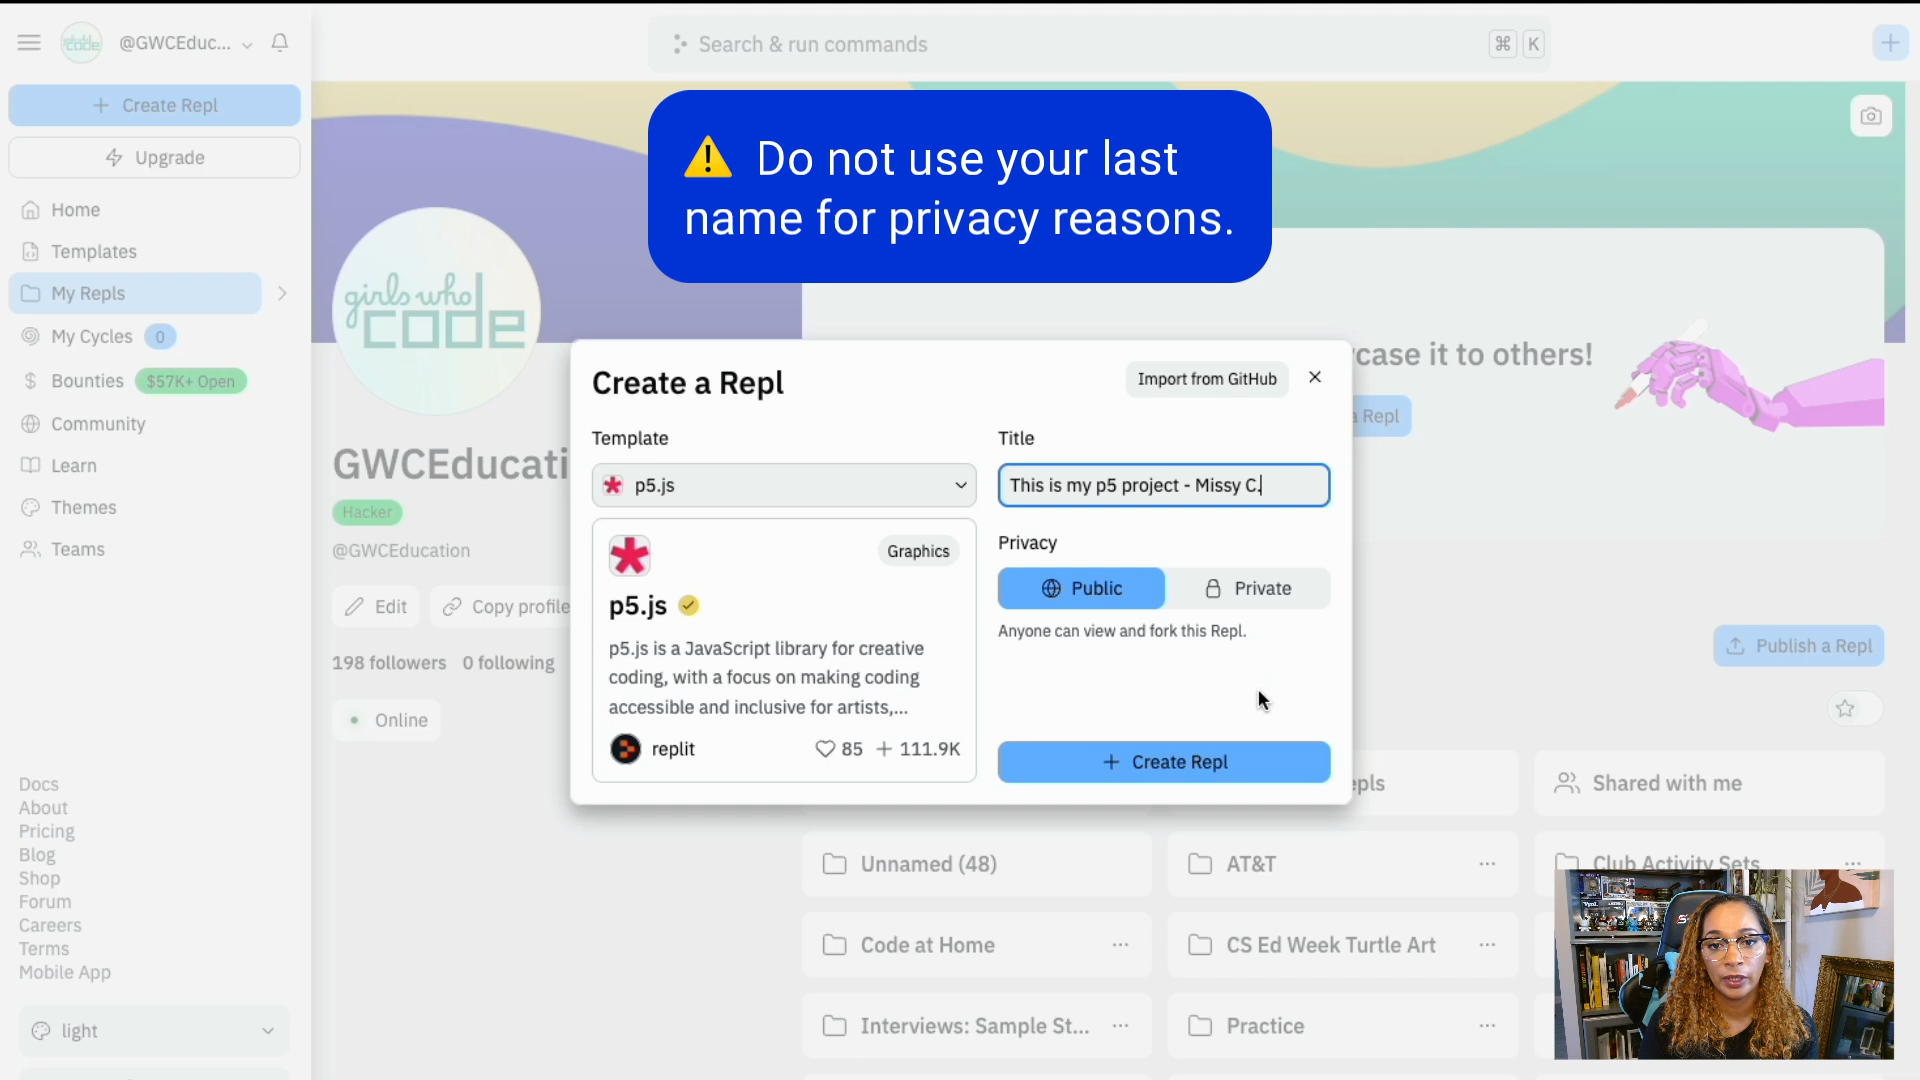 @GWCEduc...
Search & run commands
⌘ K
Create Repl
Upgrade
Home
Templates
My Repls
My Cycles 0
Bounties $57K+ Open
Community
Learn
Themes
Teams
Docs
About
Pricing
Blog
Shop
Forum
Careers
Terms
Mobile App
light
⚠ Do not use your last
name for privacy reasons.
girls who
code
GWCEducati
Hacker
@GWCEducation
Edit
Copy profile
198 followers 0 following
Online
case it to others!
Repl
Publish a Repl
Create a Repl
Import from GitHub
Template
p5.js
Graphics
p5.js
p5.js is a JavaScript library for creative
coding, with a focus on making coding
accessible and inclusive for artists,...
replit
85 + 111.9K
Title
This is my p5 project - Missy C.
Privacy
Public
Private
Anyone can view and fork this Repl.
+ Create Repl
epls
Shared with me
Unnamed (48)
AT&T
Club Activity Sets
Code at Home
CS Ed Week Turtle Art
Interviews: Sample St...
Practice